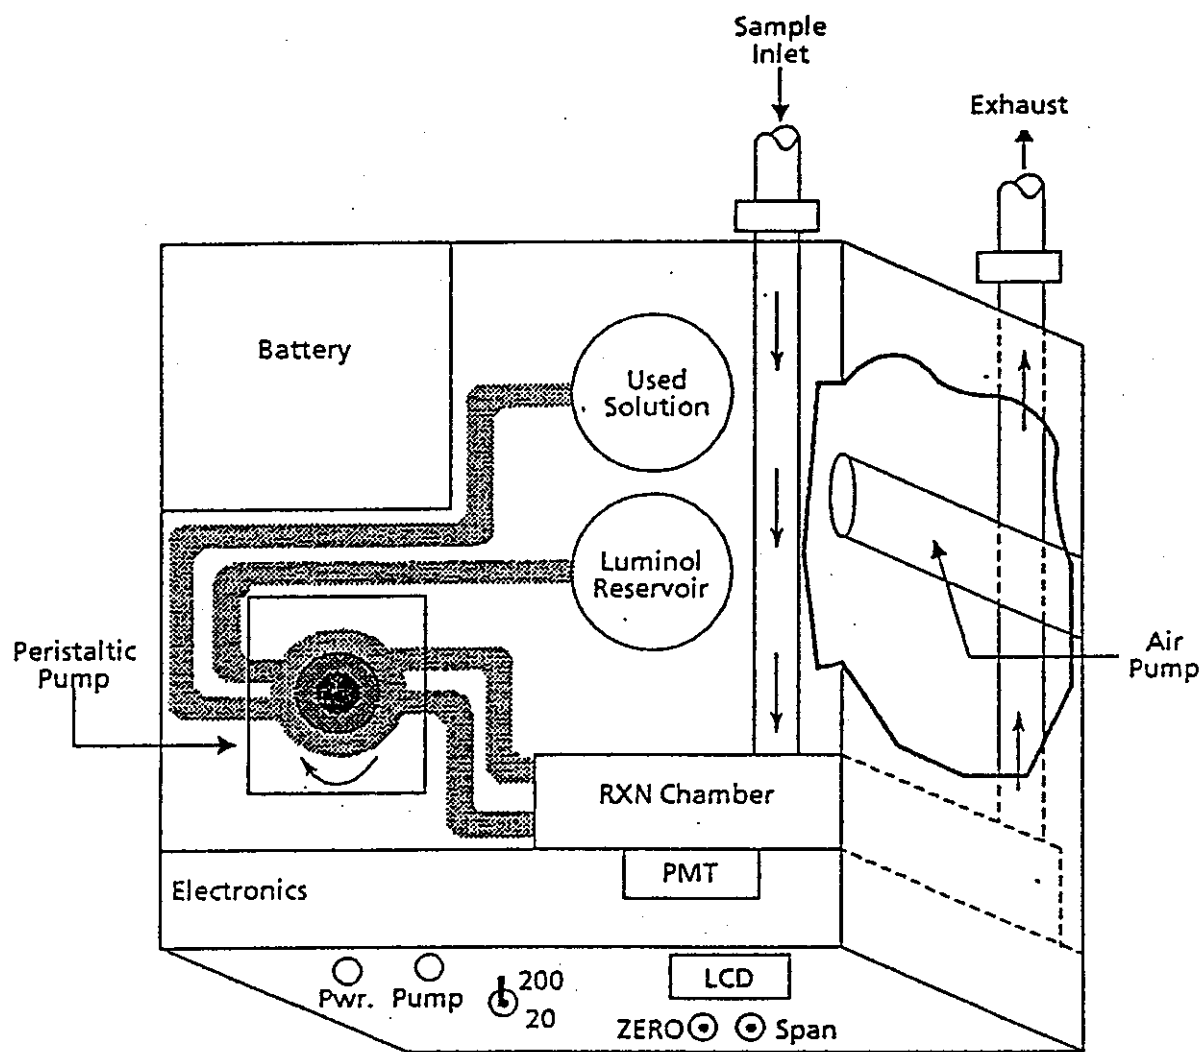 Sample
Inlet
Exhaust
Battery
Used
Solution
Luminol
Reservoir
Peristaltic
Pump
Air
Pump
RXN Chamber
PMT
Electronics
Pwr.
Pump
200
20
LCD
ZERO
Span